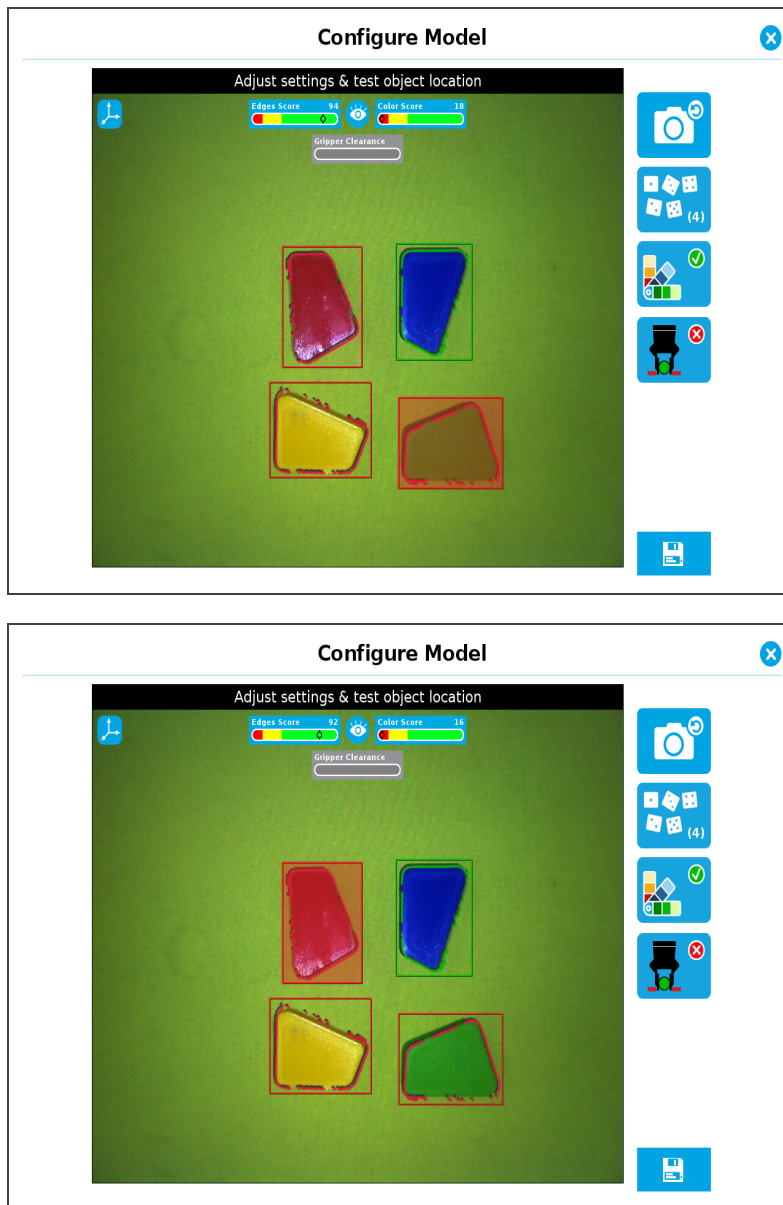 Configure Model
Adjust settings & test object location
Edges Score 94
Color Score 18
Gripper Clearance
(4)
Configure Model
Adjust settings & test object location
Edges Score 92
Color Score 16
Gripper Clearance
(4)